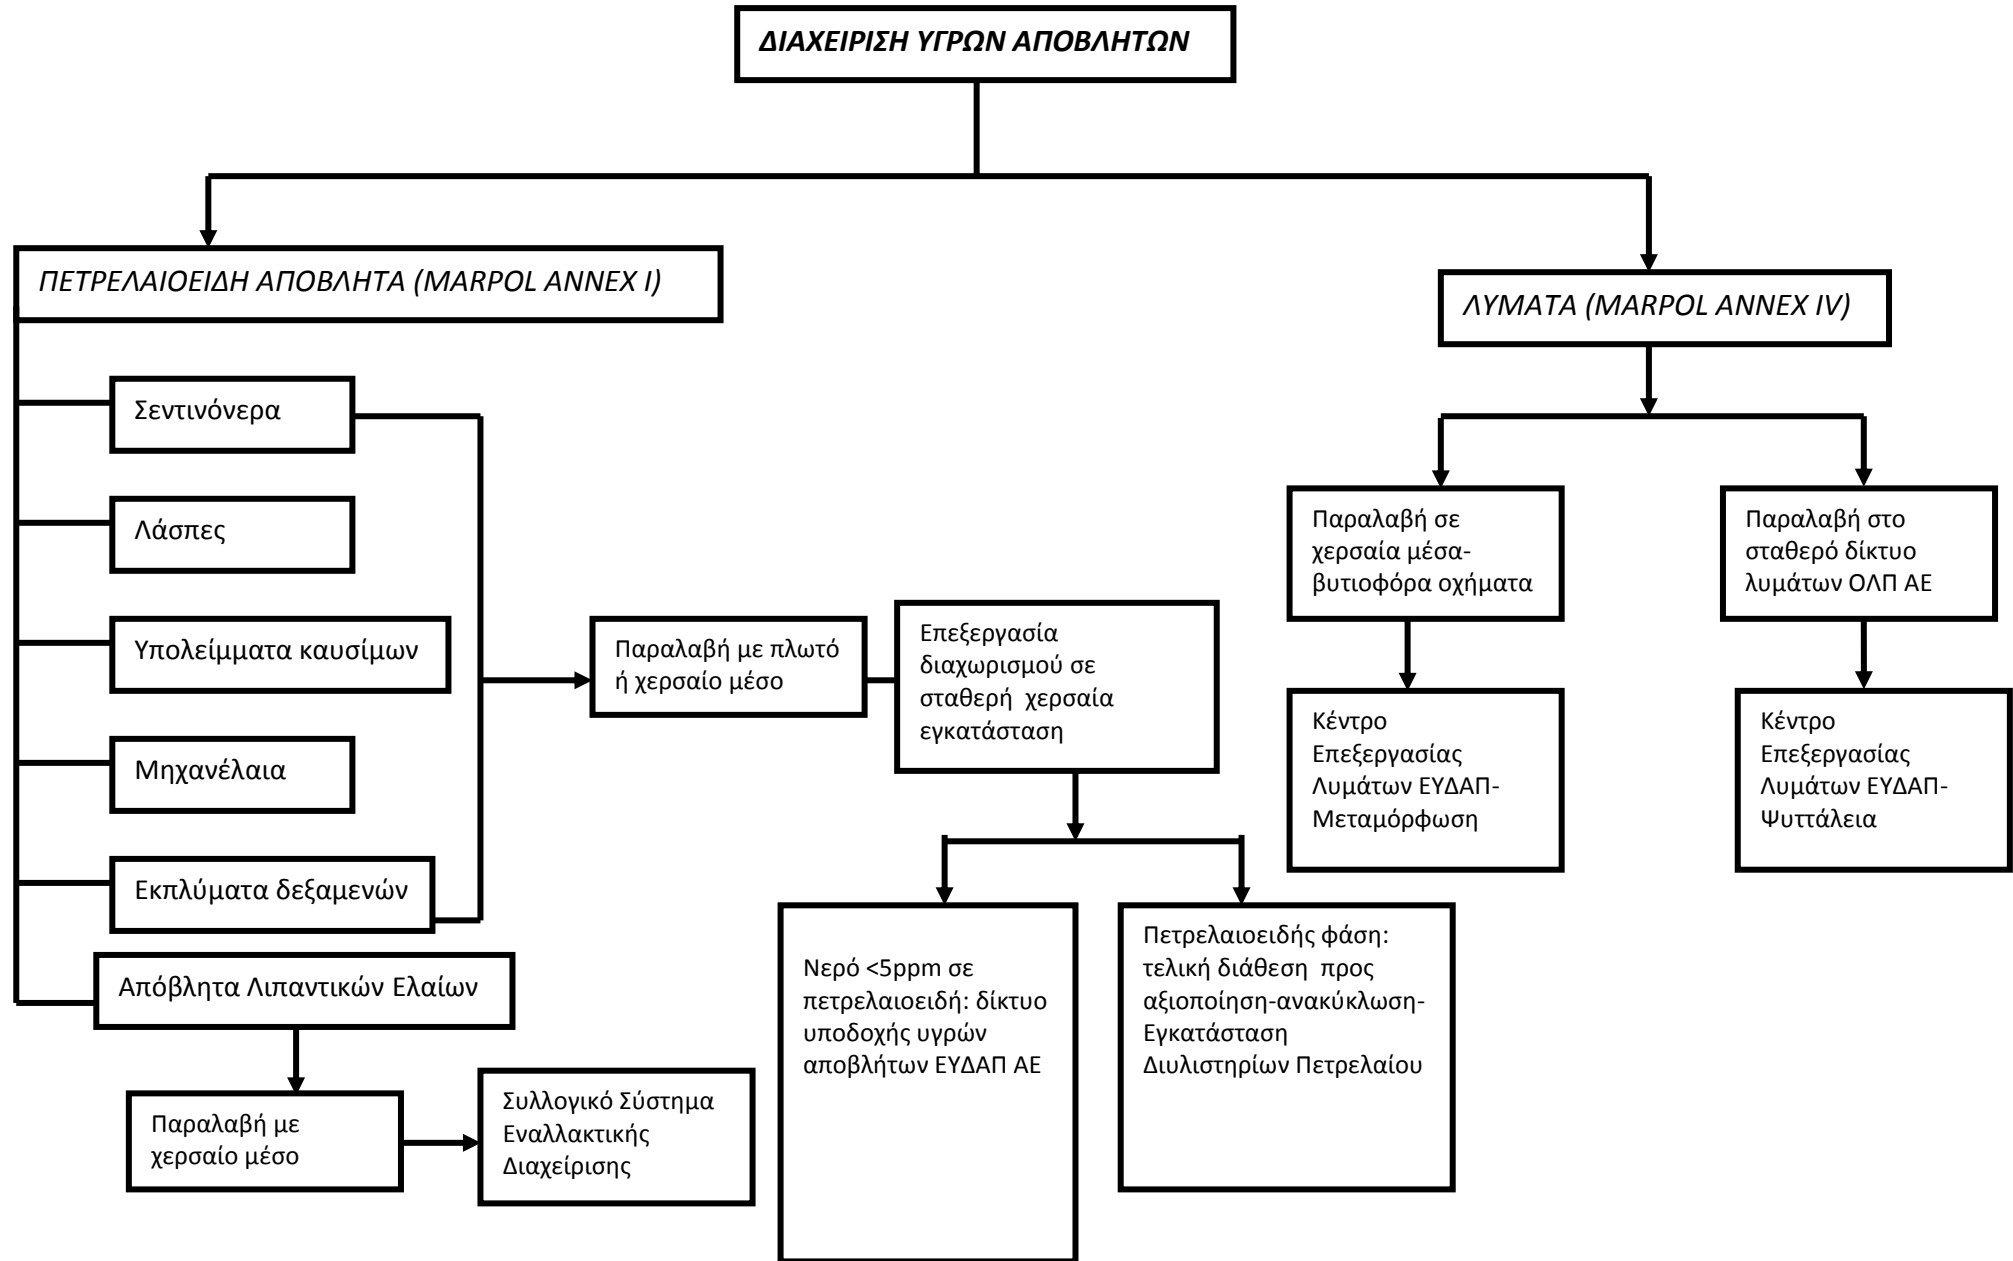 ΔΙΑΧΕΙΡΙΣΗ ΥΓΡΩΝ ΑΠΟΒΛΗΤΩΝ
ΠΕΤΡΕΛΑΙΟΕΙΔΗ ΑΠΟΒΛΗΤΑ (MARPOL ANNEX I)
ΛΥΜΑΤΑ (MARPOL ANNEX IV)
Σεντινόνερα
Λάσπες
Υπολείμματα καυσίμων
Μηχανέλαια
Εκπλύματα δεξαμενών
Απόβλητα Λιπαντικών Ελαίων
Παραλαβή με
χερσαίο μέσο
Συλλογικό Σύστημα
Εναλλακτικής
Διαχείρισης
Παραλαβή με πλωτό
ή χερσαίο μέσο
Επεξεργασία
διαχωρισμού σε
σταθερή χερσαία
εγκατάσταση
Νερό <5ppm σε
πετρελαιοειδή: δίκτυο
υποδοχής υγρών
αποβλήτων ΕΥΔΑΠ ΑΕ
Πετρελαιοειδής φάση:
τελική διάθεση προς
αξιοποίηση-ανακύκλωση-
Εγκατάσταση
Διυλιστηρίων Πετρελαίου
Παραλαβή σε
χερσαία μέσα-
βυτιοφόρα οχήματα
Κέντρο
Επεξεργασίας
Λυμάτων ΕΥΔΑΠ-
Μεταμόρφωση
Παραλαβή στο
σταθερό δίκτυο
λυμάτων ΟΛΠ ΑΕ
Κέντρο
Επεξεργασίας
Λυμάτων ΕΥΔΑΠ-
Ψυττάλεια